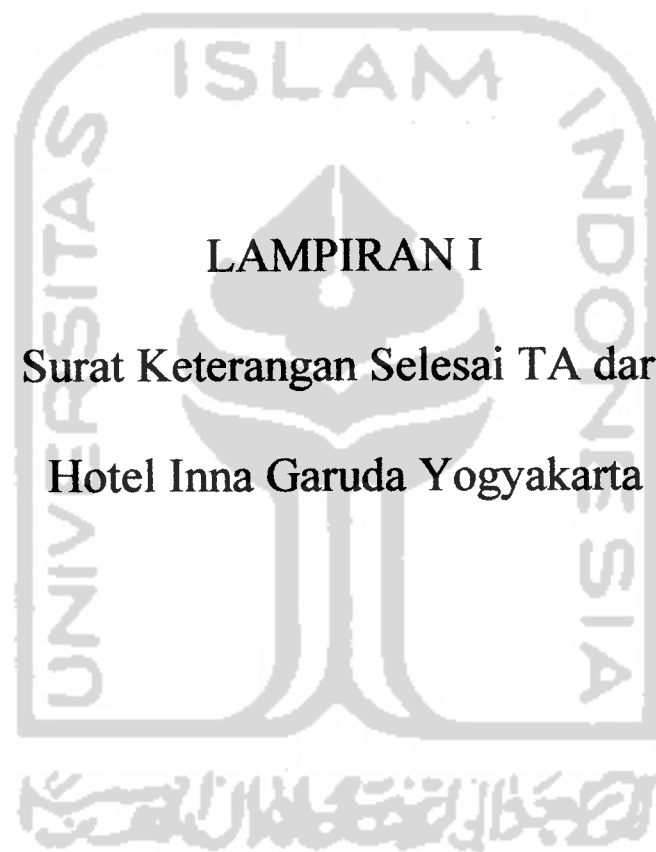 LAMPIRAN I
Surat Keterangan Selesai TA dar
Hotel Inna Garuda Yogyakarta
UNIVERSITAS ISLAM INDONESIA